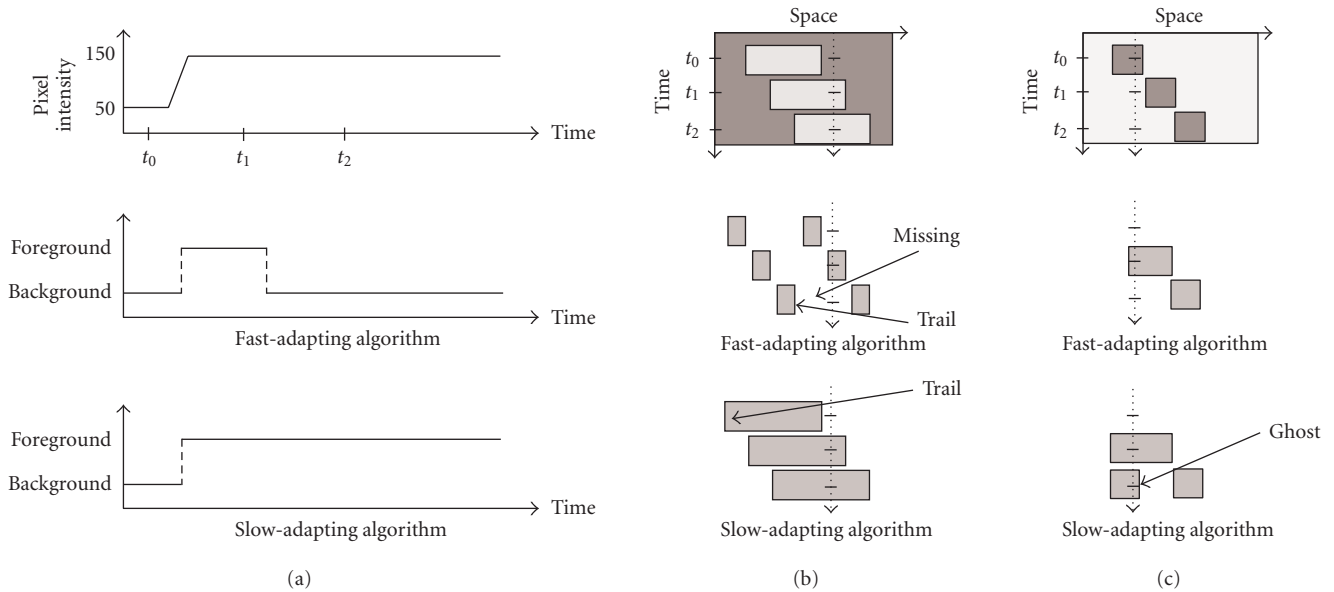 150
50
Pixel
intensity
t₀
t₁
t₂
Time
Foreground
Background
Time
Fast-adapting algorithm
Foreground
Background
Time
Slow-adapting algorithm
(a)
Space
Time
t₀
t₁
t₂
Missing
Trail
Fast-adapting algorithm
Trail
Slow-adapting algorithm
(b)
Space
Time
t₀
t₁
t₂
Fast-adapting algorithm
Ghost
Slow-adapting algorithm
(c)